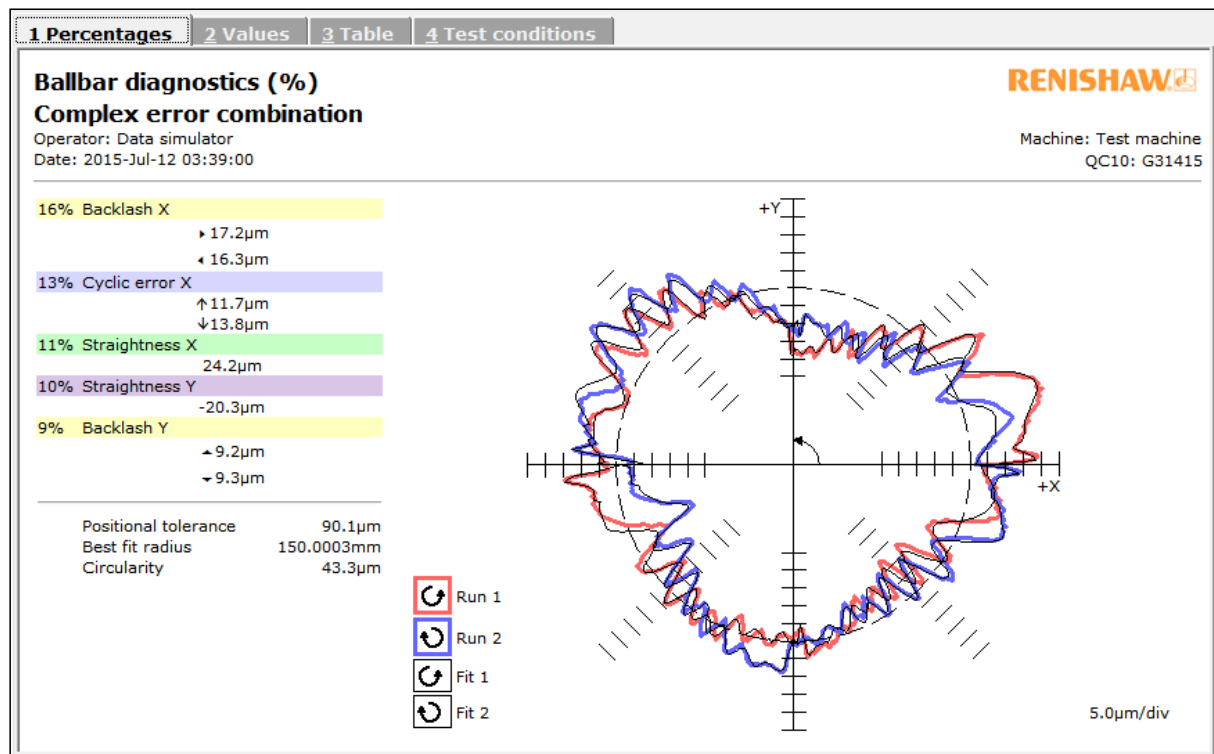 1 Percentages 2 Values 3 Table 4 Test conditions
Ballbar diagnostics (%)
RENISHAW
Complex error combination
Operator: Data simulator
Machine: Test machine
Date: 2015-Jul-12 03:39:00
QC10: G31415
16% Backlash X
▸ 17.2µm
◂ 16.3µm
13% Cyclic error X
↑11.7µm
↓13.8µm
11% Straightness X
24.2µm
10% Straightness Y
-20.3µm
9% Backlash Y
▴ 9.2µm
▾ 9.3µm
Positional tolerance 90.1µm
Best fit radius 150.0003mm
Circularity 43.3µm
+Y
+X
Run 1
Run 2
Fit 1
Fit 2
5.0µm/div